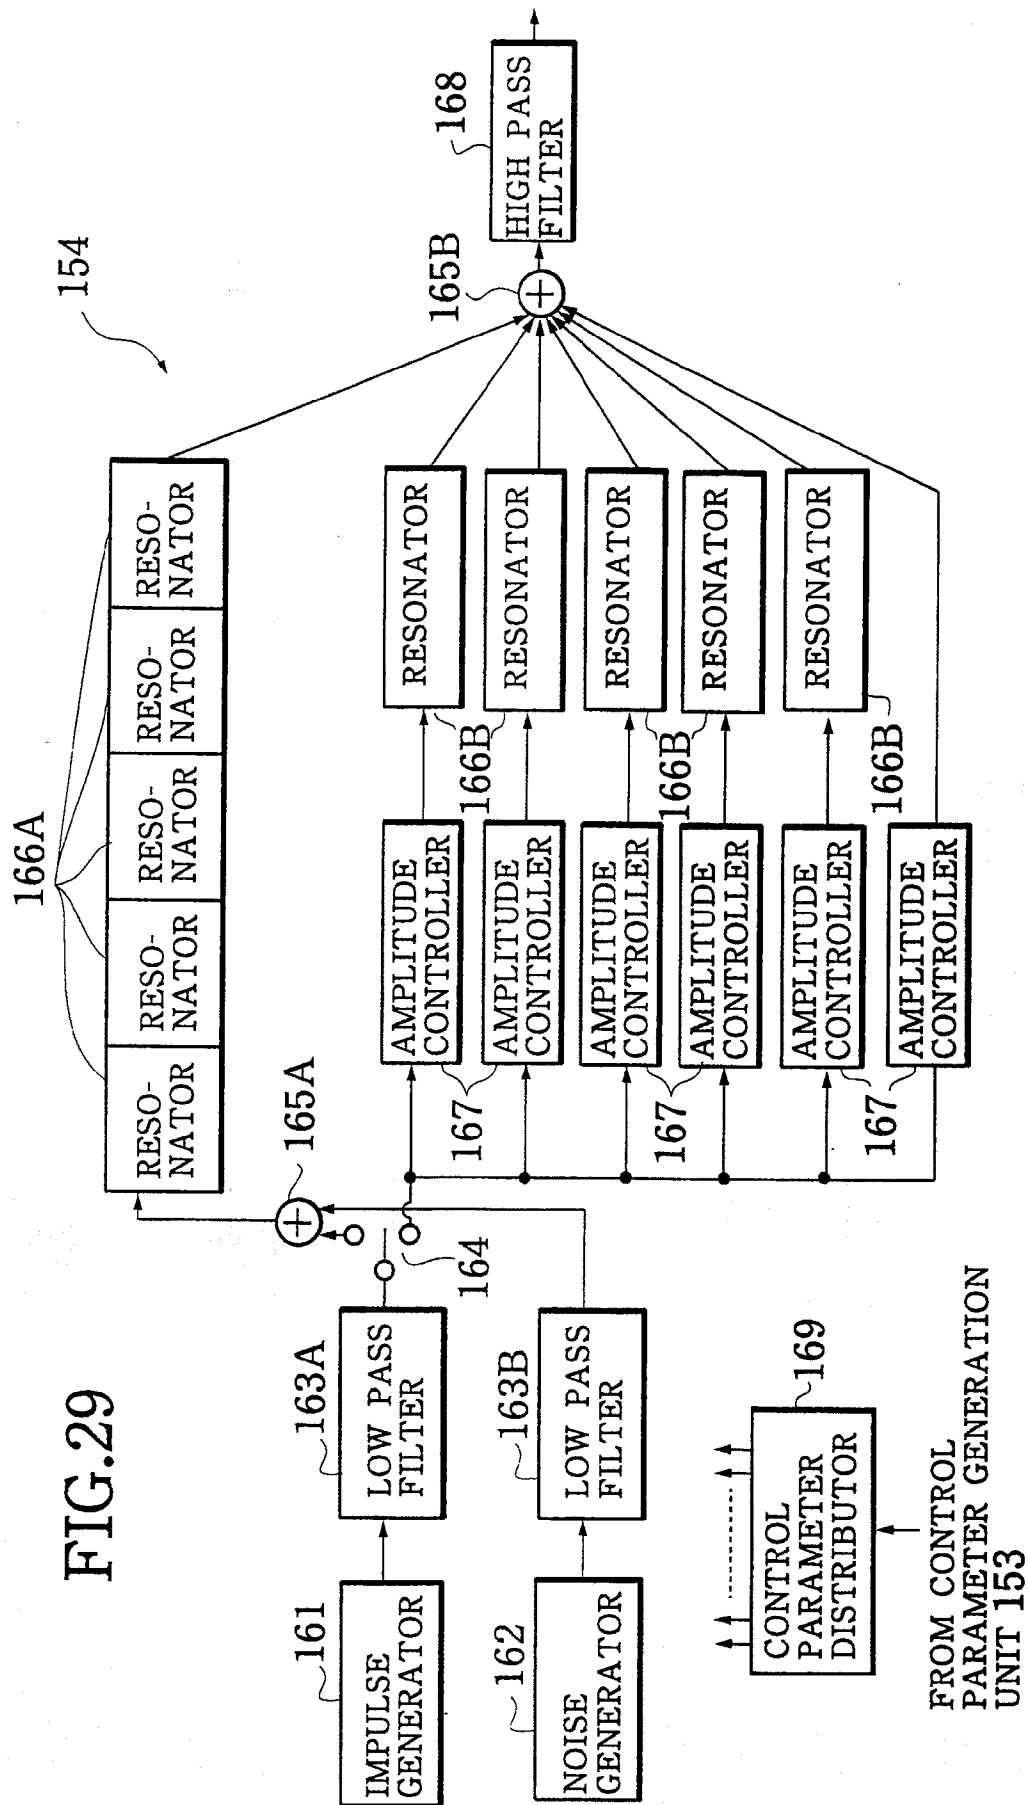 FIG.29
154
161
IMPULSE
GENERATOR
163A
LOW PASS
FILTER
164
165A
166A
RESO-
NATOR
RESO-
NATOR
RESO-
NATOR
RESO-
NATOR
RESO-
NATOR
162
NOISE
GENERATOR
163B
LOW PASS
FILTER
AMPLITUDE
CONTROLLER
167
AMPLITUDE
CONTROLLER
AMPLITUDE
CONTROLLER
167
AMPLITUDE
CONTROLLER
AMPLITUDE
CONTROLLER
167
AMPLITUDE
CONTROLLER
RESONATOR
166B
RESONATOR
RESONATOR
166B
RESONATOR
RESONATOR
166B
165B
168
HIGH PASS
FILTER
169
CONTROL
PARAMETER
DISTRIBUTOR
FROM CONTROL
PARAMETER GENERATION
UNIT 153